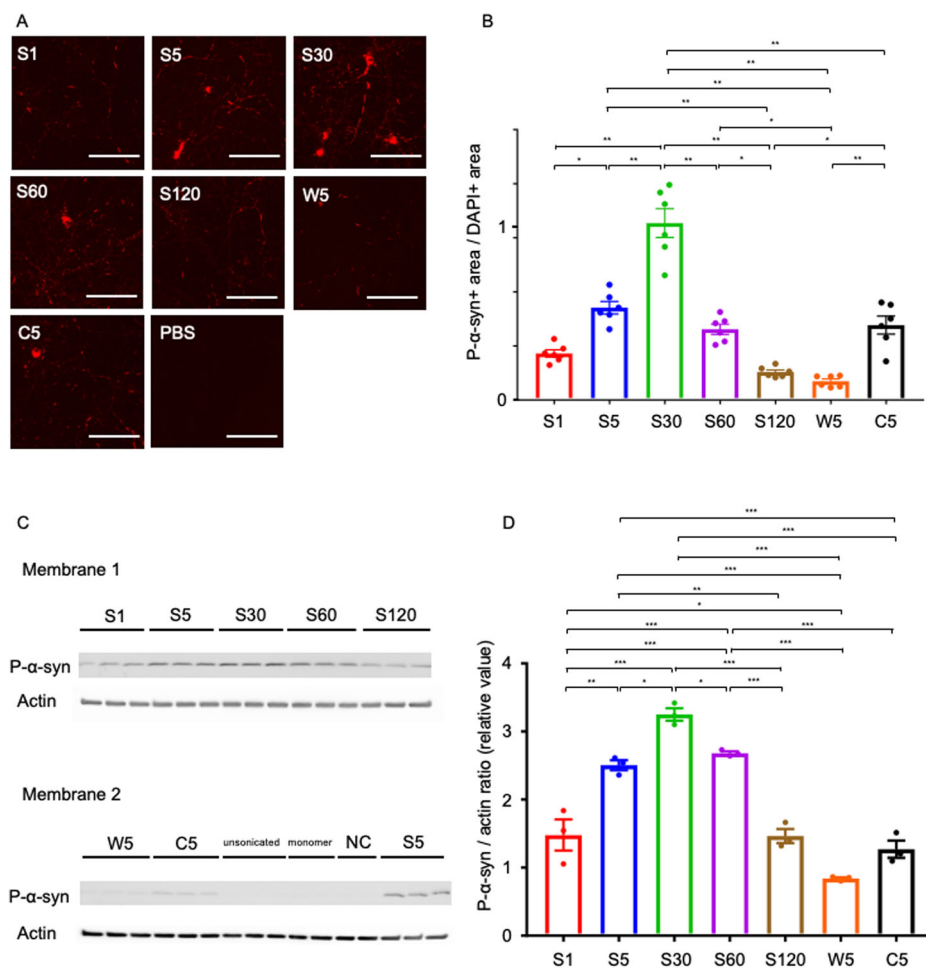 A
S1
S5
S30
S60
S120
W5
C5
PBS
B
**
**
**
**
*
**
**
*
*
**
**
*
**
P-α-syn+ area / DAPI+ area
1
0
S1
S5
S30
S60
S120
W5
C5
C
Membrane 1
S1
S5
S30
S60
S120
P-α-syn
Actin
Membrane 2
W5
C5
unsonicated
monomer
NC
S5
P-α-syn
Actin
D
***
***
***
***
**
*
***
***
***
***
***
***
**
*
*
***
P-α-syn / actin ratio (relative value)
4
3
2
1
0
S1
S5
S30
S60
S120
W5
C5